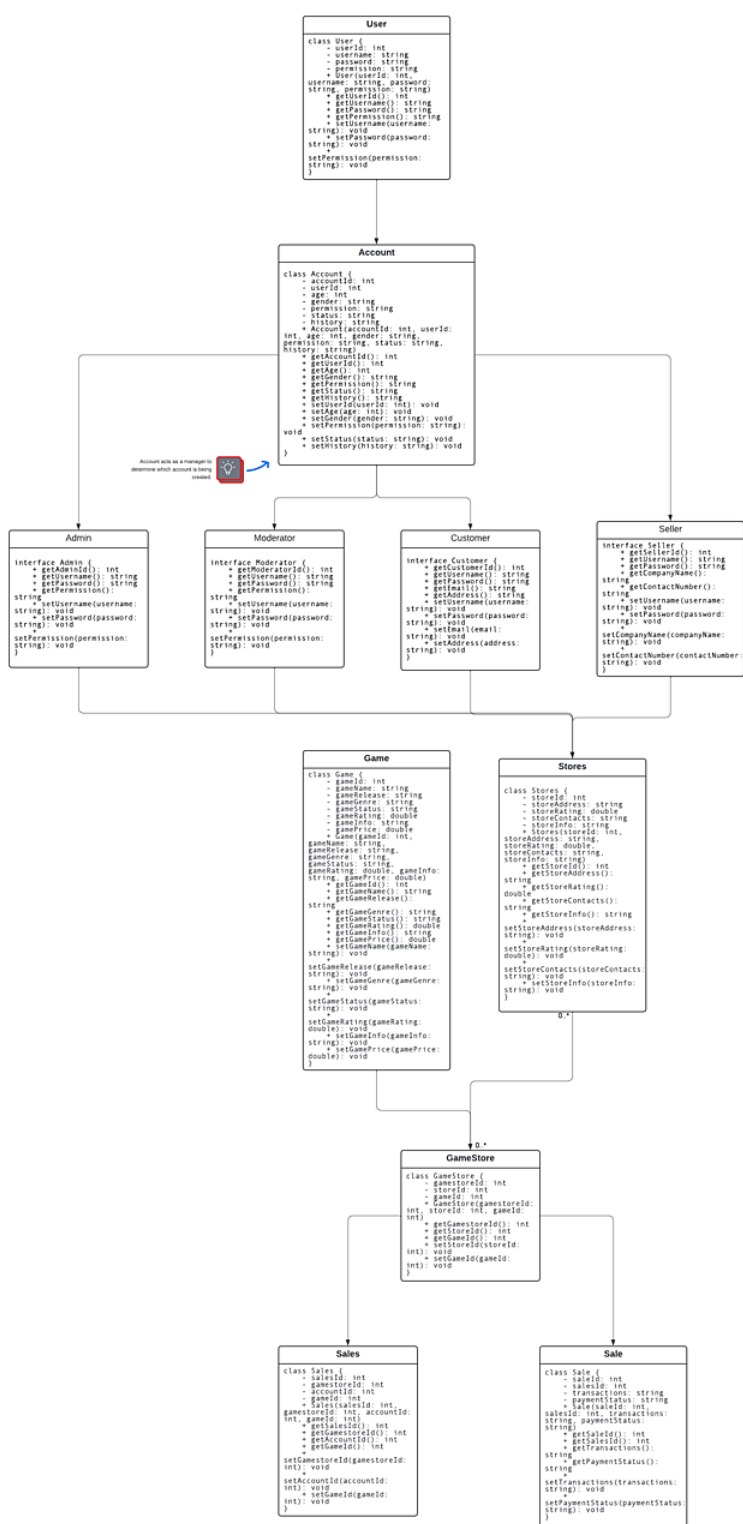 User
class User {
- userId: int
- username: string
- password: string
- permission: string
+ User(userId: int,
username: string, password:
string, permission: string)
+ getUserId(): int
+ getUsername(): string
+ getPassword(): string
+ getPermission(): string
+ setUsername(username:
string): void
+ setPassword(password:
string): void
+
setPermission(permission:
string): void
}
Account
class Account {
- accountId: int
- userId: int
- age: int
- gender: string
- permission: string
- status: string
- history: string
+ Account(accountId: int, userId:
int, age: int, gender: string,
permission: string, status: string,
history: string)
+ getAccountId(): int
+ getUserId(): int
+ getAge(): int
+ getGender(): string
+ getPermission(): string
+ getStatus(): string
+ getHistory(): string
+ setUserId(userId: int): void
+ setAge(age: int): void
+ setGender(gender: string): void
+ setPermission(permission: string):
void
+ setStatus(status: string): void
+ setHistory(history: string): void
}
Account acts as a manager to
determine which account is being
created.
Admin
interface Admin {
+ getAdminId(): int
+ getUsername(): string
+ getPassword(): string
+ getPermission():
string
+ setUsername(username:
string): void
+ setPassword(password:
string): void
+
setPermission(permission:
string): void
}
Moderator
interface Moderator {
+ getModeratorId(): int
+ getUsername(): string
+ getPassword(): string
+ getPermission():
string
+ setUsername(username:
string): void
+ setPassword(password:
string): void
+
setPermission(permission:
string): void
}
Customer
interface Customer {
+ getCustomerId(): int
+ getUsername(): string
+ getPassword(): string
+ getEmail(): string
+ getAddress(): string
+ setUsername(username:
string): void
+ setPassword(password:
string): void
+ setEmail(email:
string): void
+ setAddress(address:
string): void
}
Seller
interface Seller {
+ getSellerId(): int
+ getUsername(): string
+ getPassword(): string
+ getCompanyName():
string
+ getContactNumber():
string
+ setUsername(username:
string): void
+ setPassword(password:
string): void
+
setCompanyName(companyName:
string): void
+
setContactNumber(contactNumber:
string): void
}
Game
class Game {
- gameId: int
- gameName: string
- gameRelease: string
- gameGenre: string
- gameStatus: string
- gameRating: double
- gameInfo: string
- gamePrice: double
+ Game(gameId: int,
gameName: string,
gameRelease: string,
gameGenre: string,
gameStatus: string,
gameRating: double, gameInfo:
string, gamePrice: double)
+ getGameId(): int
+ getGameName(): string
+ getGameRelease():
string
+ getGameGenre(): string
+ getGameStatus(): string
+ getGameRating(): double
+ getGameInfo(): string
+ getGamePrice(): double
+ setGameName(gameName:
string): void
+
setGameRelease(gameRelease:
string): void
+ setGameGenre(gameGenre:
string): void
+
setGameStatus(gameStatus:
string): void
+
setGameRating(gameRating:
double): void
+ setGameInfo(gameInfo:
string): void
+ setGamePrice(gamePrice:
double): void
}
Stores
class Stores {
- storeId: int
- storeAddress: string
- storeRating: double
- storeContacts: string
- storeInfo: string
+ Stores(storeId: int,
storeAddress: string,
storeRating: double,
storeContacts: string,
storeInfo: string)
+ getStoreId(): int
+ getStoreAddress():
string
+ getStoreRating():
double
+ getStoreContacts():
string
+ getStoreInfo(): string
+
setStoreAddress(storeAddress:
string): void
+
setStoreRating(storeRating:
double): void
+
setStoreContacts(storeContacts:
string): void
+ setStoreInfo(storeInfo:
string): void
}
0..*
0..*
GameStore
class GameStore {
- gamestoreId: int
- storeId: int
- gameId: int
+ GameStore(gamestoreId:
int, storeId: int, gameId:
int)
+ getGamestoreId(): int
+ getStoreId(): int
+ getGameId(): int
+ setStoreId(storeId:
int): void
+ setGameId(gameId:
int): void
}
Sales
class Sales {
- salesId: int
- gamestoreId: int
- accountId: int
- gameId: int
+ Sales(salesId: int,
gamestoreId: int, accountId:
int, gameId: int)
+ getSalesId(): int
+ getGamestoreId(): int
+ getAccountId(): int
+ getGameId(): int
+
setGamestoreId(gamestoreId:
int): void
+
setAccountId(accountId:
int): void
+ setGameId(gameId:
int): void
}
Sale
class Sale {
- saleId: int
- salesId: int
- transactions: string
- paymentStatus: string
+ Sale(saleId: int,
salesId: int, transactions:
string, paymentStatus:
string)
+ getSaleId(): int
+ getSalesId(): int
+ getTransactions():
string
+ getPaymentStatus():
string
+
setTransactions(transactions:
string): void
+
setPaymentStatus(paymentStatus:
string): void
}